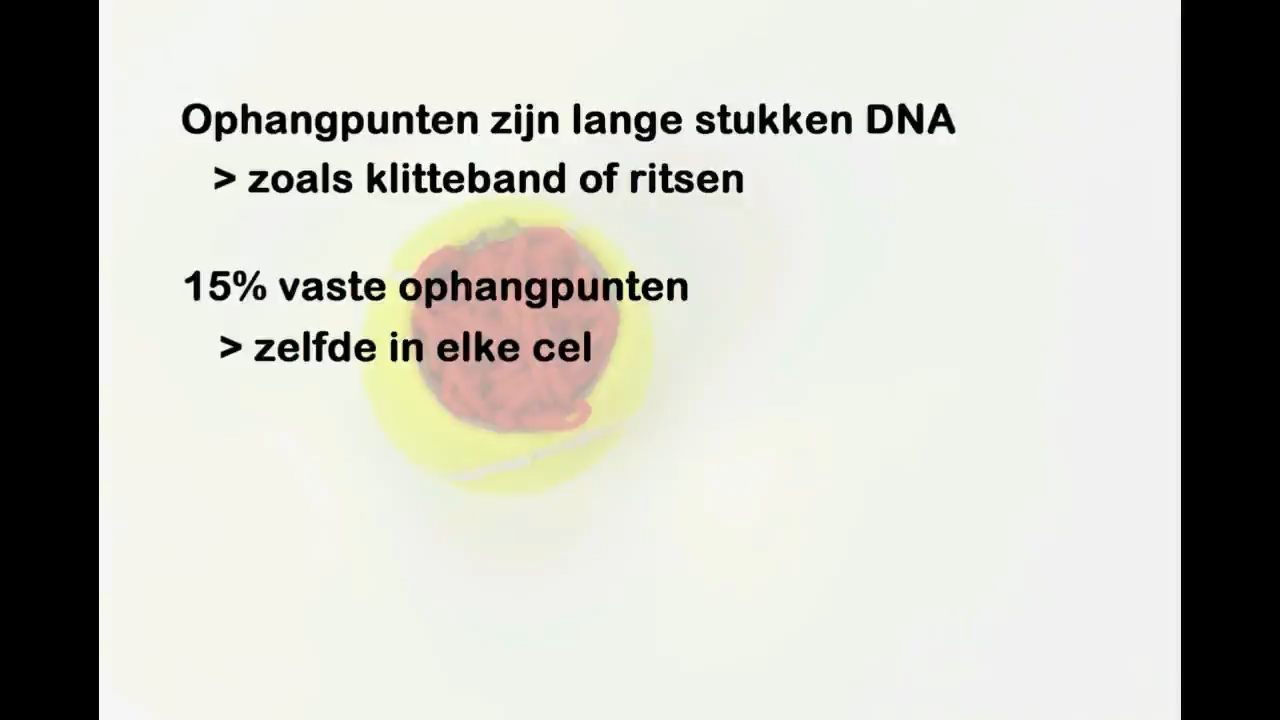 Ophangpunten zijn lange stukken DNA
> zoals klitteband of ritsen
15% vaste ophangpunten
> zelfde in elke cel